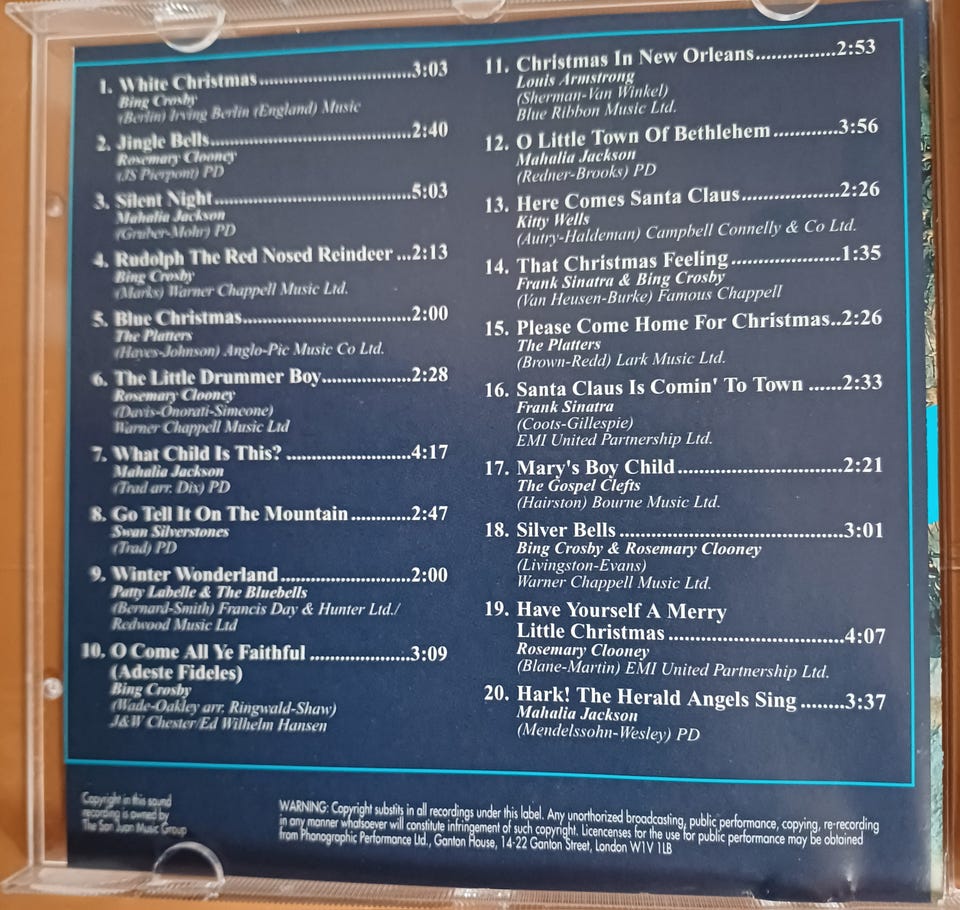 1. White Christmas..............................3:03
Bing Crosby
(Berlin) Irving Berlin (England) Music
2. Jingle Bells.......................................2:40
Rosemary Clooney
(JS Pierpont) PD
3. Silent Night......................................5:03
Mahalia Jackson
(Gruber-Mohr) PD
4. Rudolph The Red Nosed Reindeer ...2:13
Bing Crosby
(Marks) Warner Chappell Music Ltd.
5. Blue Christmas.................................2:00
The Platters
(Hayes-Johnson) Anglo-Pic Music Co Ltd.
6. The Little Drummer Boy.................2:28
Rosemary Clooney
(Davis-Onorati-Simeone)
Warner Chappell Music Ltd
7. What Child Is This? ........................4:17
Mahalia Jackson
(Trad arr. Dix) PD
8. Go Tell It On The Mountain............2:47
Swan Silverstones
(Trad) PD
9. Winter Wonderland.........................2:00
Patty Labelle & The Bluebells
(Bernard-Smith) Francis Day & Hunter Ltd./
Redwood Music Ltd
10. O Come All Ye Faithful ...................3:09
(Adeste Fideles)
Bing Crosby
(Wade-Oakley arr. Ringwald-Shaw)
J&W Chester/Ed Wilhelm Hansen
11. Christmas In New Orleans..............2:53
Louis Armstrong
(Sherman-Van Winkel)
Blue Ribbon Music Ltd.
12. O Little Town Of Bethlehem ...........3:56
Mahalia Jackson
(Redner-Brooks) PD
13. Here Comes Santa Claus.................2:26
Kitty Wells
(Autry-Haldeman) Campbell Connelly & Co Ltd.
14. That Christmas Feeling...................1:35
Frank Sinatra & Bing Crosby
(Van Heusen-Burke) Famous Chappell
15. Please Come Home For Christmas..2:26
The Platters
(Brown-Redd) Lark Music Ltd.
16. Santa Claus Is Comin' To Town ......2:33
Frank Sinatra
(Coots-Gillespie)
EMI United Partnership Ltd.
17. Mary's Boy Child.............................2:21
The Gospel Clefts
(Hairston) Bourne Music Ltd.
18. Silver Bells.......................................3:01
Bing Crosby & Rosemary Clooney
(Livingston-Evans)
Warner Chappell Music Ltd.
19. Have Yourself A Merry
Little Christmas ..............................4:07
Rosemary Clooney
(Blane-Martin) EMI United Partnership Ltd.
20. Hark! The Herald Angels Sing ........3:37
Mahalia Jackson
(Mendelssohn-Wesley) PD
Copyright in this sound
recording is owned by
The San Juan Music Group
WARNING: Copyright substits in all recordings under this label. Any unauthorized broadcasting, public performance, copying, re-recording
in any manner whatsoever will constitute infringement of such copyright. Licencenses for the use for public performance may be obtained
from Phonographic Performance Ltd., Ganton House, 14-22 Ganton Street, London W1V 1LB